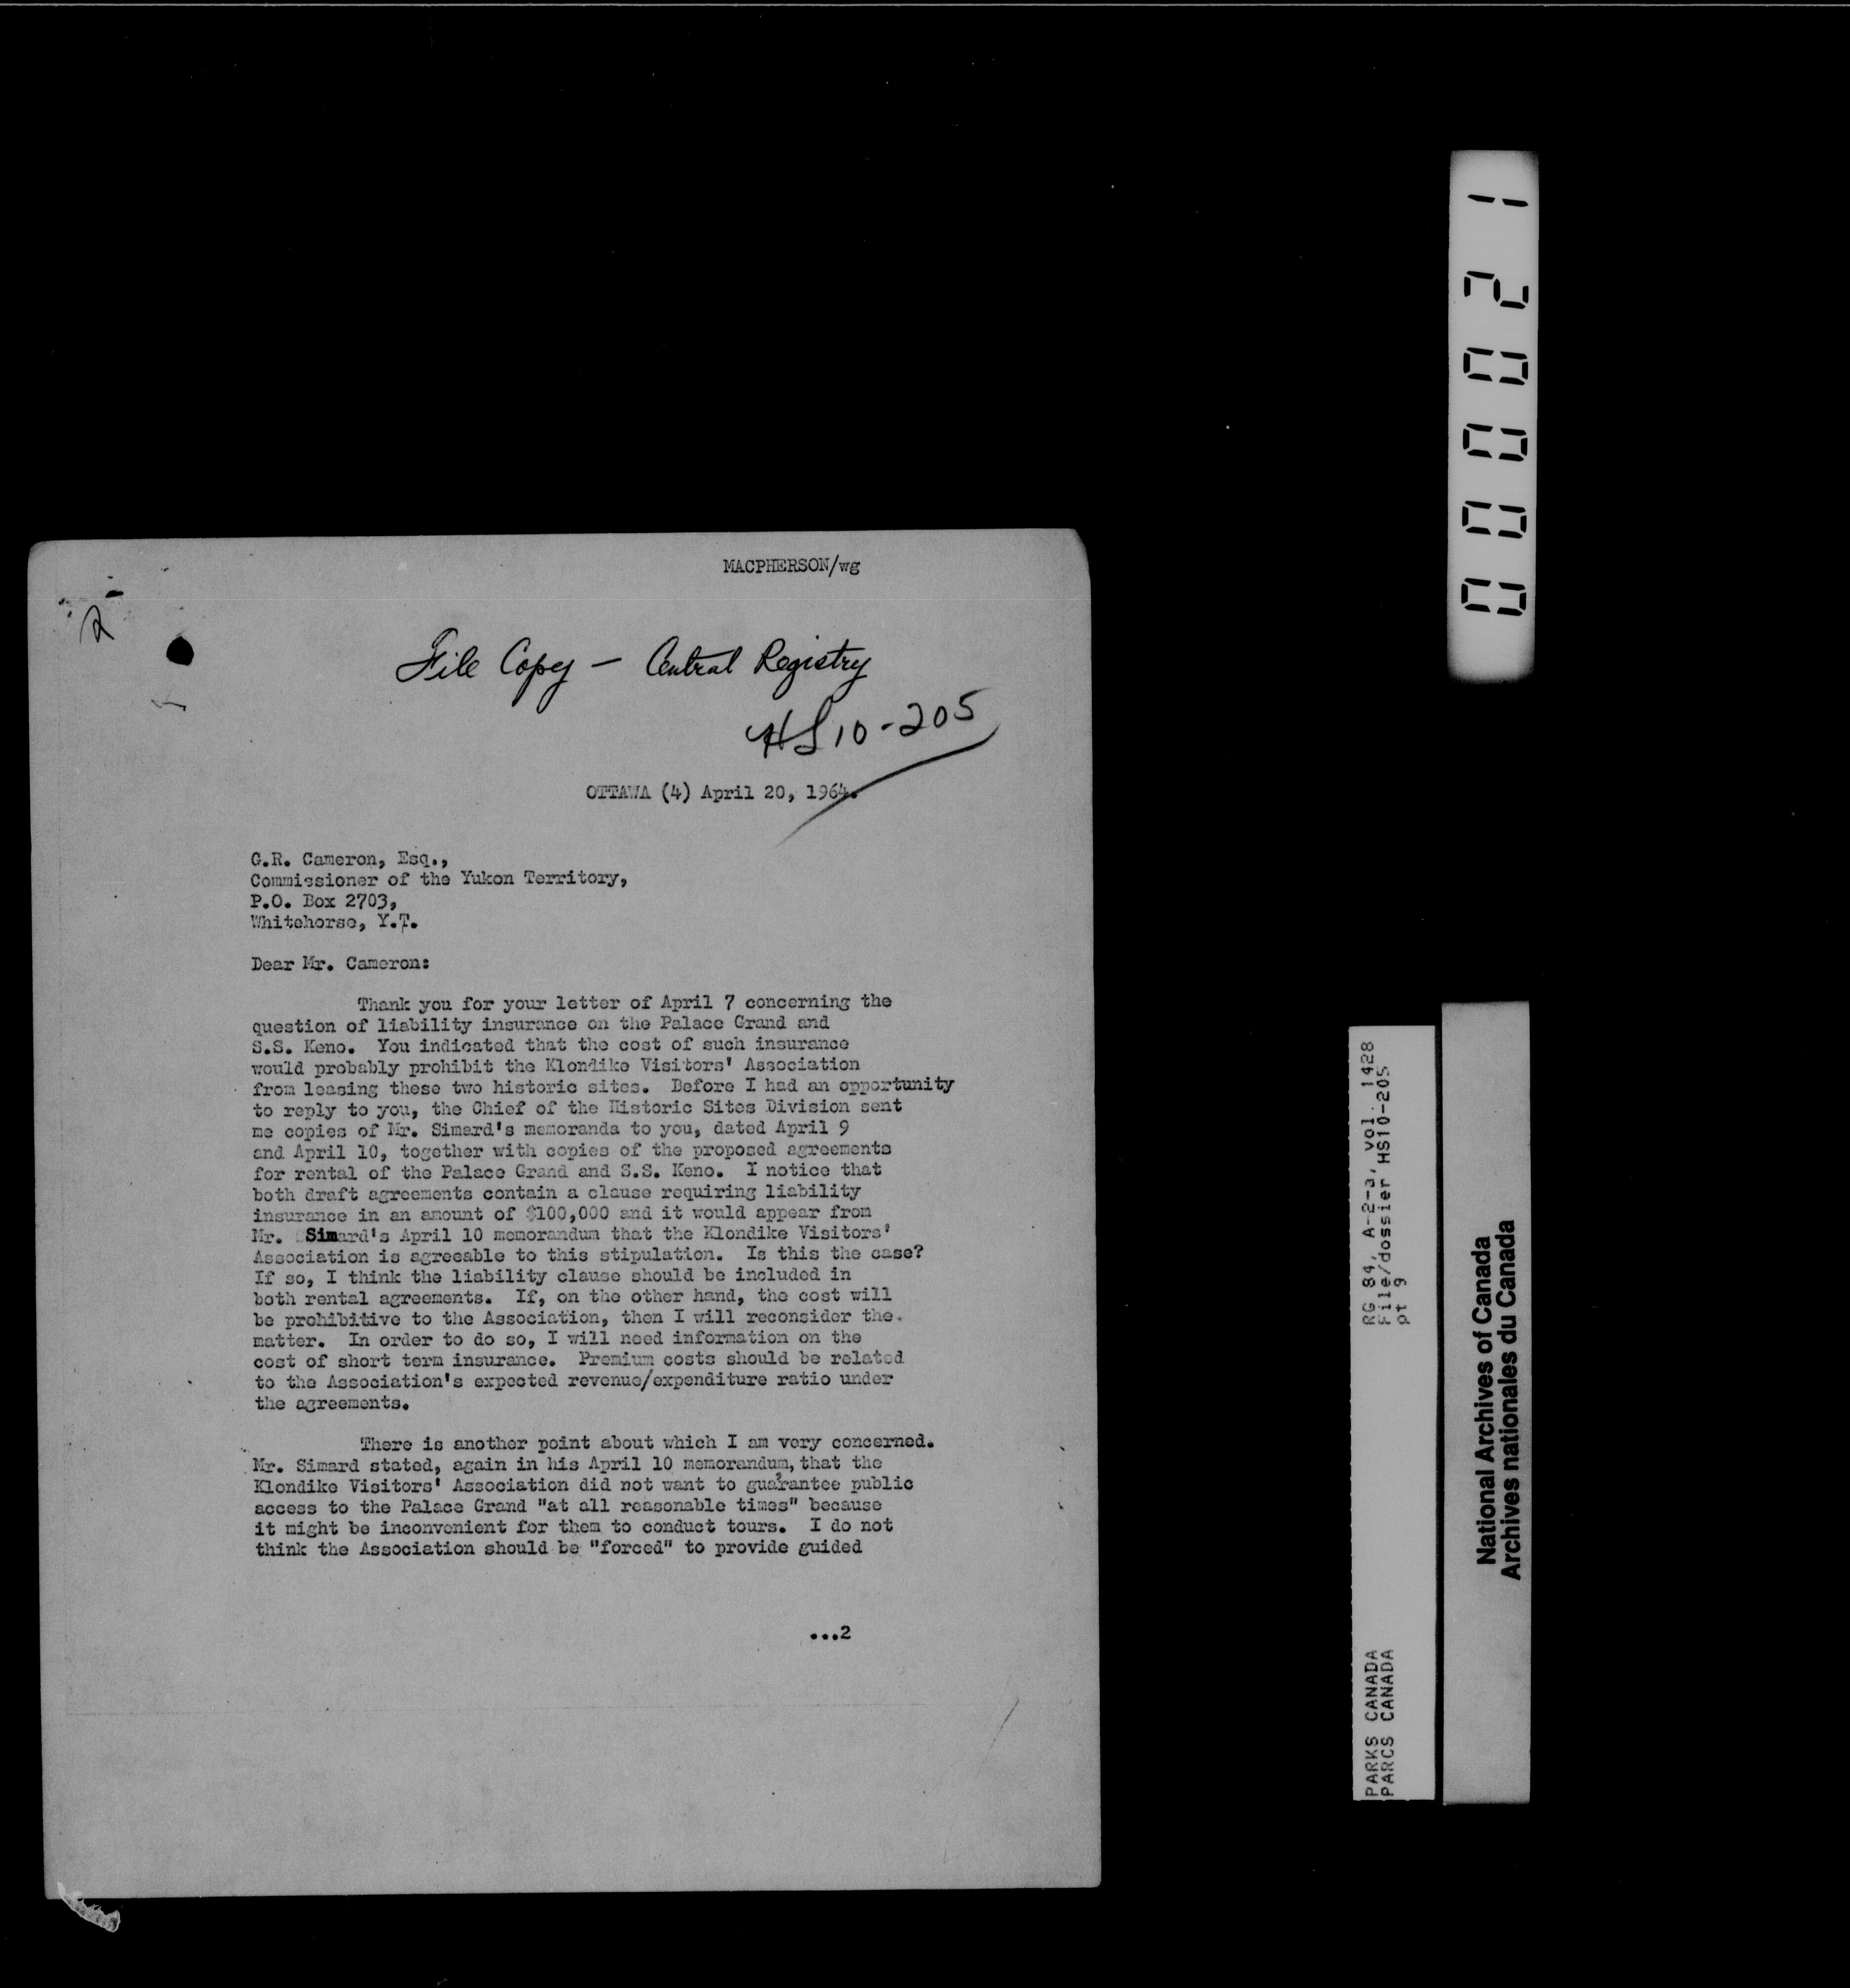 MACPHERSON/wg
File Copy — Central Registry
HS10-205
OTTAWA (4) April 20, 1964.
G.R. Cameron, Esq.,
Commissioner of the Yukon Territory,
P.O. Box 2703,
Whitehorse, Y.T.
Dear Mr. Cameron:
Thank you for your letter of April 7 concerning the
question of liability insurance on the Palace Grand and
S.S. Keno. You indicated that the cost of such insurance
would probably prohibit the Klondike Visitors' Association
from leasing these two historic sites. Before I had an opportunity
to reply to you, the Chief of the Historic Sites Division sent
me copies of Mr. Simard's memoranda to you, dated April 9
and April 10, together with copies of the proposed agreements
for rental of the Palace Grand and S.S. Keno. I notice that
both draft agreements contain a clause requiring liability
insurance in an amount of $100,000 and it would appear from
Mr. Simard's April 10 memorandum that the Klondike Visitors'
Association is agreeable to this stipulation. Is this the case?
If so, I think the liability clause should be included in
both rental agreements. If, on the other hand, the cost will
be prohibitive to the Association, then I will reconsider the
matter. In order to do so, I will need information on the
cost of short term insurance. Premium costs should be related
to the Association's expected revenue/expenditure ratio under
the agreements.
There is another point about which I am very concerned.
Mr. Simard stated, again in his April 10 memorandum, that the
Klondike Visitors' Association did not want to guarantee public
access to the Palace Grand "at all reasonable times" because
it might be inconvenient for them to conduct tours. I do not
think the Association should be "forced" to provide guided
...2
000021
PARKS CANADA RG 84, A-2-a, vol. 1428
PARCS CANADA File/dossier HS10-205
pt 9
National Archives of Canada
Archives nationales du Canada